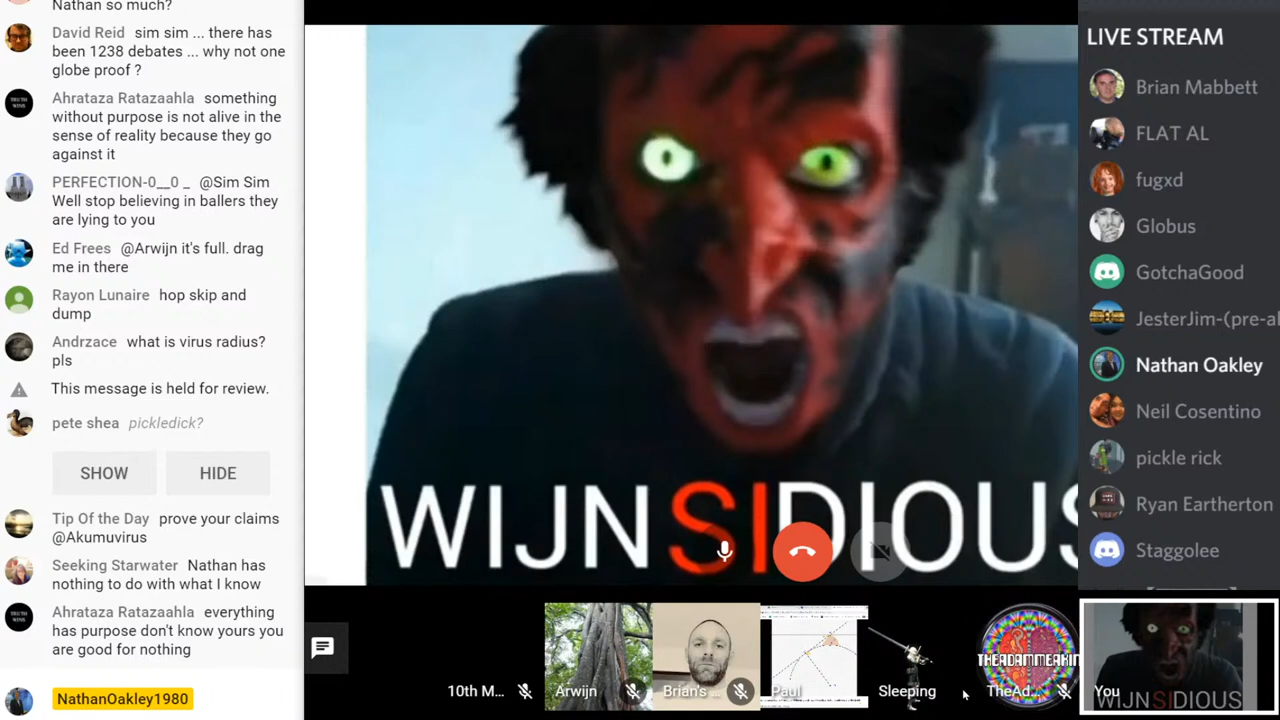 Nathan so much?
David Reid sim sim ... there has
been 1238 debates ... why not one
globe proof ?
Ahrataza Ratazaahla something
without purpose is not alive in the
sense of reality because they go
against it
PERFECTION-0__0 _ @Sim Sim
Well stop believing in ballers they
are lying to you
Ed Frees @Arwijn it's full. drag
me in there
Rayon Lunaire hop skip and
dump
Andrzace what is virus radius?
pls
This message is held for review.
pete shea pickledick?
SHOW HIDE
Tip Of the Day prove your claims
@Akumuvirus
Seeking Starwater Nathan has
nothing to do with what I know
Ahrataza Ratazaahla everything
has purpose don't know yours you
are good for nothing
NathanOakley1980
WIJNSIDIOUS
10th M...
Arwijn
Brian's ...
Paul
Sleeping
THEADAMMEAKIN
TheAd...
You
WIJNSIDIOUS
LIVE STREAM
Brian Mabbett
FLAT AL
fugxd
Globus
GotchaGood
JesterJim-(pre-al
Nathan Oakley
Neil Cosentino
pickle rick
Ryan Eartherton
Staggolee